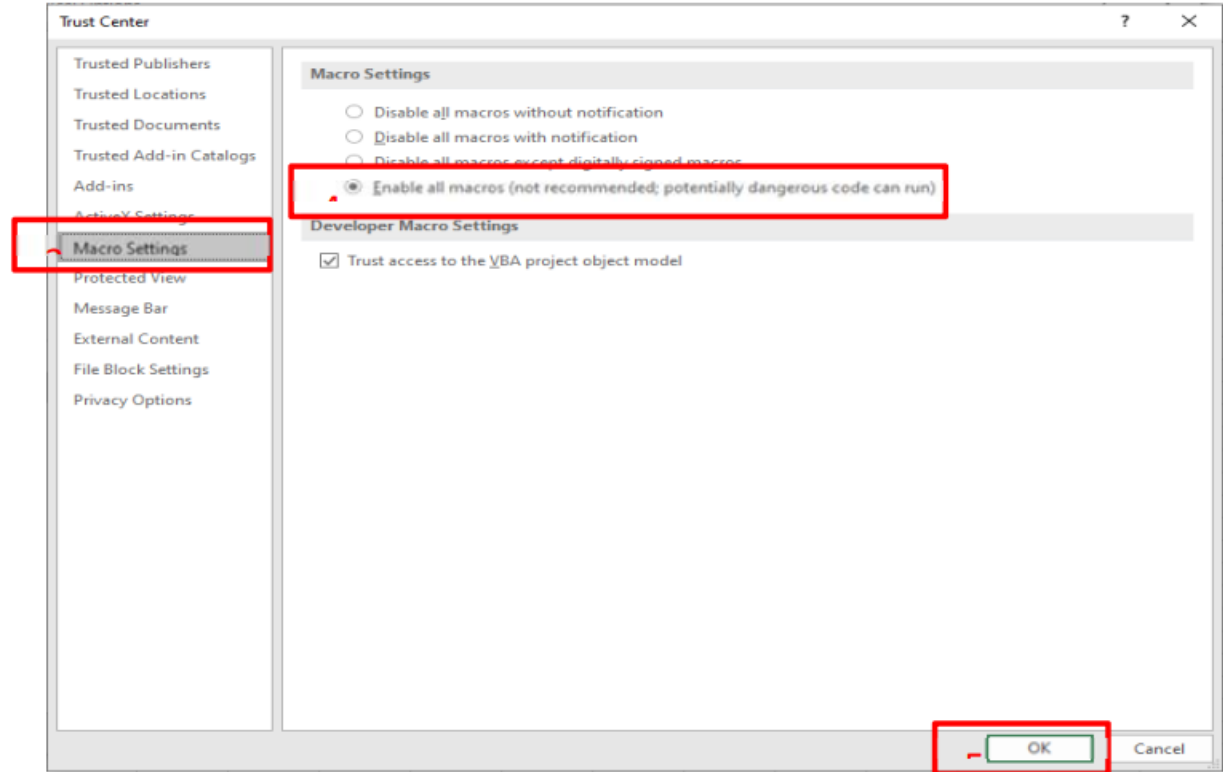 Trust Center
?
Trusted Publishers
Trusted Locations
Trusted Documents
Trusted Add-in Catalogs
Add-ins
ActiveX Settings
Macro Settings
Protected View
Message Bar
External Content
File Block Settings
Privacy Options
Macro Settings
Disable all macros without notification
Disable all macros with notification
Disable all macros except digitally signed macros
Enable all macros (not recommended; potentially dangerous code can run)
Developer Macro Settings
Trust access to the VBA project object model
OK
Cancel